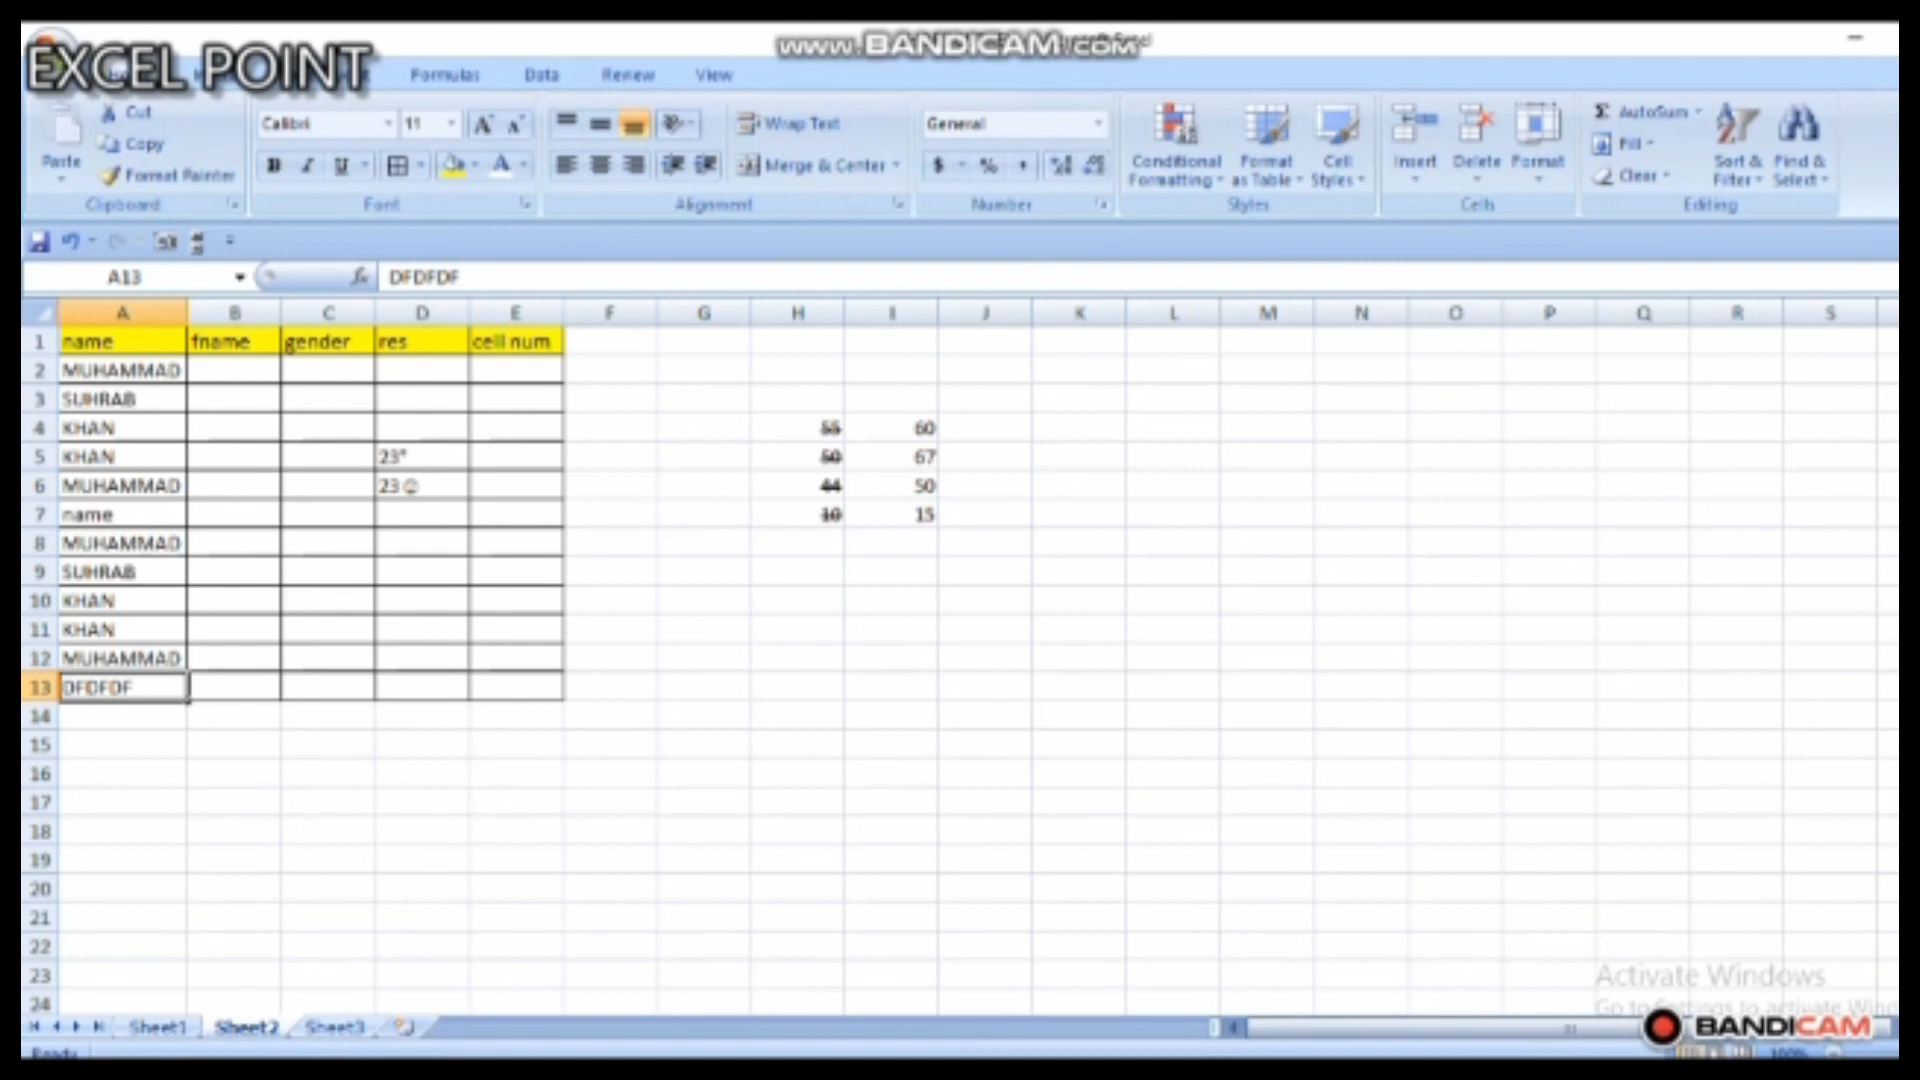 www.BANDICAM.com
EXCEL POINT
Formulas Data Review View
Cut
Copy
Format Painter
Paste
Clipboard
Calibri 11
B I U
Font
Wrap Text
Merge & Center
Alignment
General
$ % ,
Number
Conditional Formatting
Format as Table
Cell Styles
Styles
Insert Delete Format
Cells
Σ AutoSum
Fill
Clear
Sort & Filter
Find & Select
Editing
A13 fx DFDFDF
A B C D E F G H I J K L M N O P Q R S
1 name fname gender res cell num
2 MUHAMMAD
3 SUHRAB
4 KHAN 55 60
5 KHAN 23° 67
6 MUHAMMAD 23☺ 44 50
7 name 10 15
8 MUHAMMAD
9 SUHRAB
10 KHAN
11 KHAN
12 MUHAMMAD
13 DFDFDF
14
15
16
17
18
19
20
21
22
23
24
Activate Windows
Go to Settings to activate
Sheet1 Sheet2 Sheet3
BANDICAM
Ready 100%